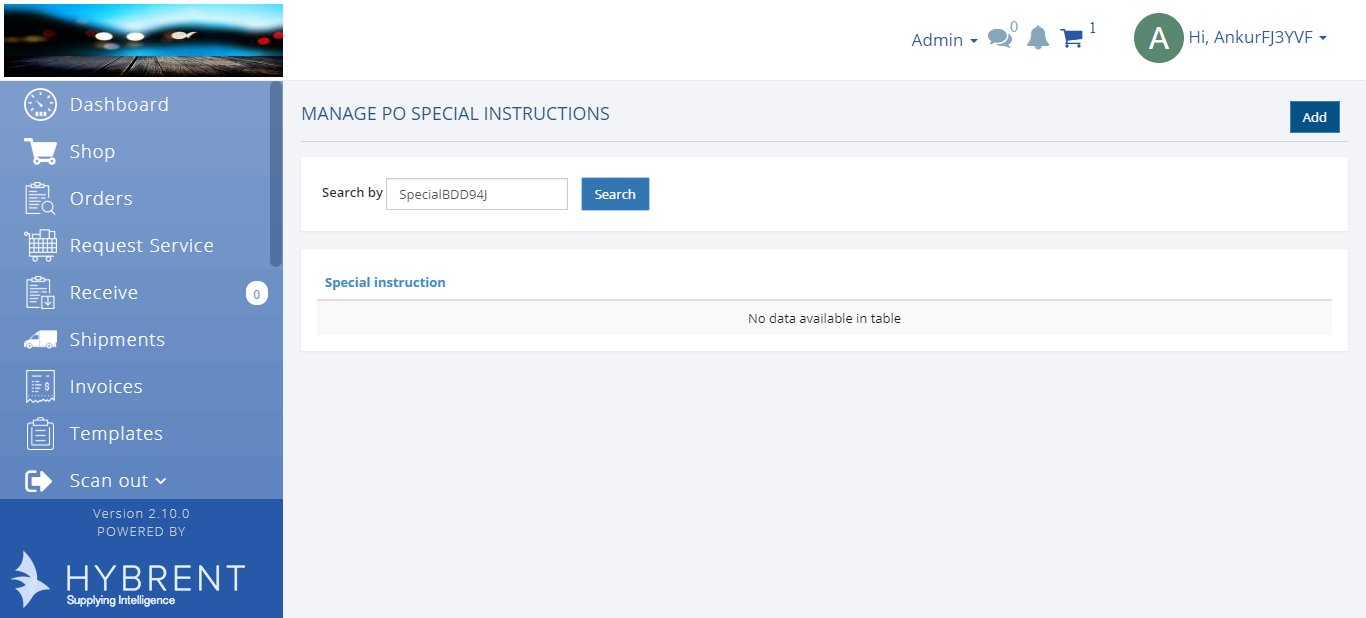 Admin
0
1
A
Hi, AnkurFJ3YVF
Dashboard
Shop
Orders
Request Service
Receive
0
Shipments
Invoices
Templates
Scan out
Version 2.10.0
POWERED BY
HYBRENT
Supplying Intelligence
MANAGE PO SPECIAL INSTRUCTIONS
Add
Search by
SpecialBDD94J
Search
Special instruction
No data available in table